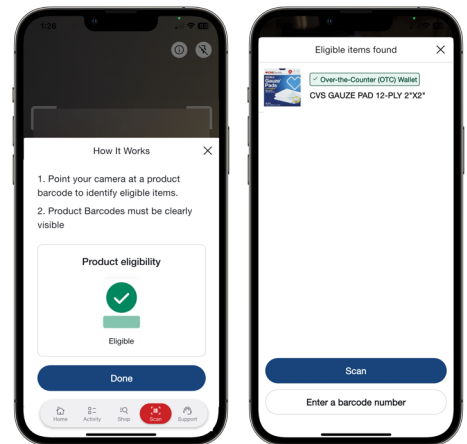 1:26
How It Works
1. Point your camera at a product
barcode to identify eligible items.
2. Product Barcodes must be clearly
visible
Product eligibility
Eligible
Done
Home
Activity
Shop
Scan
Support
Eligible items found
Gauze
Pads
Over-the-Counter (OTC) Wallet
CVS GAUZE PAD 12-PLY 2"X2"
Scan
Enter a barcode number